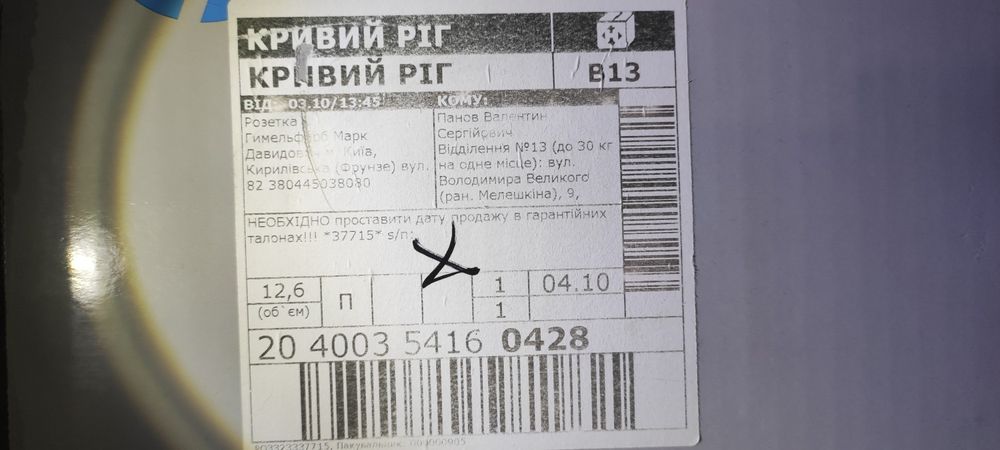 КРИВИЙ РІГ
КРИВИЙ РІГ В13
ВІД: 03.10/13:45
Розетка
Гимельфарб Марк
Давидович м. Київ,
Кирилівська (Фрунзе) вул.
82 380445038080
КОМУ:
Панов Валентин
Сергійович
Відділення №13 (до 30 кг
на одне місце): вул.
Володимира Великого
(ран. Мелешкіна), 9,
НЕОБХІДНО проставити дату продажу в гарантійних
талонах!!! *37715* s/n:
12,6
(об`єм)
П
1
1
04.10
20 4003 5416 0428
Пакувальник: